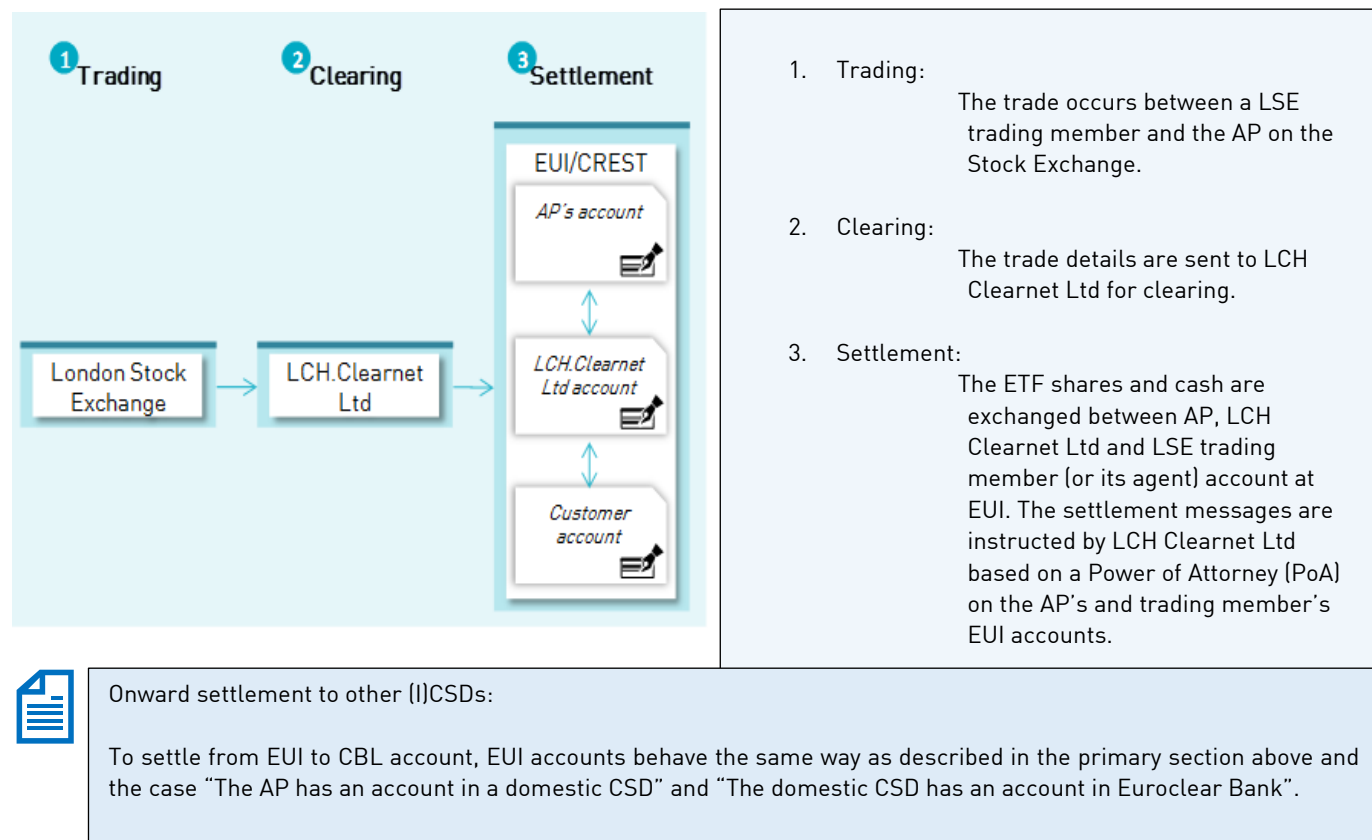 1 Trading
2 Clearing
3 Settlement
London Stock
Exchange
LCH.Clearnet
Ltd
EUI/CREST
AP's account
LCH.Clearnet
Ltd account
Customer
account
1. Trading:
The trade occurs between a LSE
trading member and the AP on the
Stock Exchange.
2. Clearing:
The trade details are sent to LCH
Clearnet Ltd for clearing.
3. Settlement:
The ETF shares and cash are
exchanged between AP, LCH
Clearnet Ltd and LSE trading
member (or its agent) account at
EUI. The settlement messages are
instructed by LCH Clearnet Ltd
based on a Power of Attorney (PoA)
on the AP’s and trading member’s
EUI accounts.
Onward settlement to other (I)CSDs:
To settle from EUI to CBL account, EUI accounts behave the same way as described in the primary section above and
the case “The AP has an account in a domestic CSD” and “The domestic CSD has an account in Euroclear Bank”.